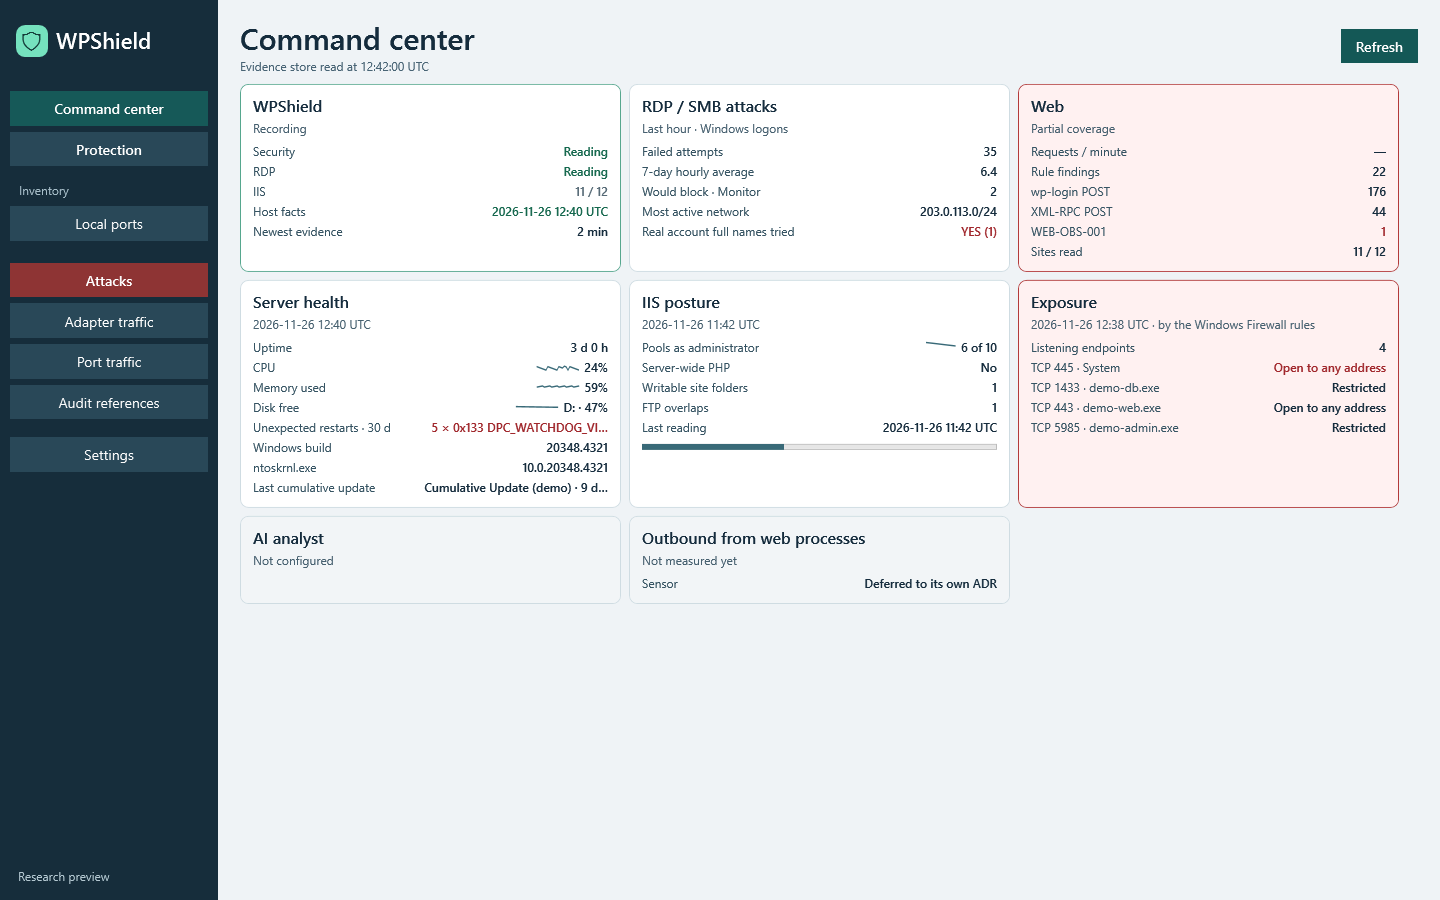 WPShield
Command center
Protection
Inventory
Local ports
Attacks
Adapter traffic
Port traffic
Audit references
Settings
Research preview
Command center
Evidence store read at 12:42:00 UTC
Refresh
WPShield
Recording
Security Reading
RDP Reading
IIS 11 / 12
Host facts 2026-11-26 12:40 UTC
Newest evidence 2 min
RDP / SMB attacks
Last hour · Windows logons
Failed attempts 35
7-day hourly average 6.4
Would block · Monitor 2
Most active network 203.0.113.0/24
Real account full names tried YES (1)
Web
Partial coverage
Requests / minute —
Rule findings 22
wp-login POST 176
XML-RPC POST 44
WEB-OBS-001 1
Sites read 11 / 12
Server health
2026-11-26 12:40 UTC
Uptime 3 d 0 h
CPU 24%
Memory used 59%
Disk free D: · 47%
Unexpected restarts · 30 d 5 × 0x133 DPC_WATCHDOG_VI...
Windows build 20348.4321
ntoskrnl.exe 10.0.20348.4321
Last cumulative update Cumulative Update (demo) · 9 d...
IIS posture
2026-11-26 11:42 UTC
Pools as administrator 6 of 10
Server-wide PHP No
Writable site folders 1
FTP overlaps 1
Last reading 2026-11-26 11:42 UTC
Exposure
2026-11-26 12:38 UTC · by the Windows Firewall rules
Listening endpoints 4
TCP 445 · System Open to any address
TCP 1433 · demo-db.exe Restricted
TCP 443 · demo-web.exe Open to any address
TCP 5985 · demo-admin.exe Restricted
AI analyst
Not configured
Outbound from web processes
Not measured yet
Sensor Deferred to its own ADR